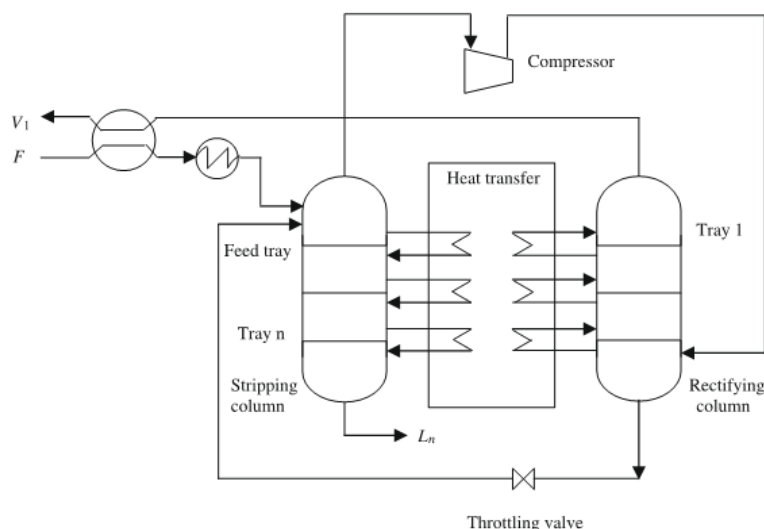 Compressor
V1
F
Heat transfer
Tray 1
Feed tray
Tray n
Stripping
column
Rectifying
column
Ln
Throttling valve